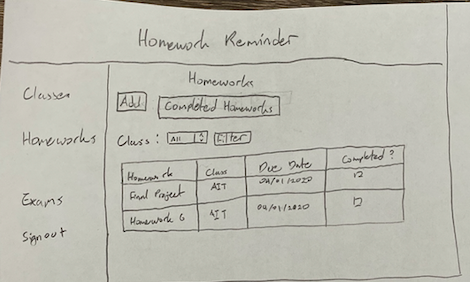 Homework Reminder
Classes
Homeworks
Exams
Signout
Homeworks
Add
Completed Homeworks
Class: All Filter
Homework Class Due Date Completed?
Final Project AIT 04/01/2020
Homework 6 AIT 04/01/2020